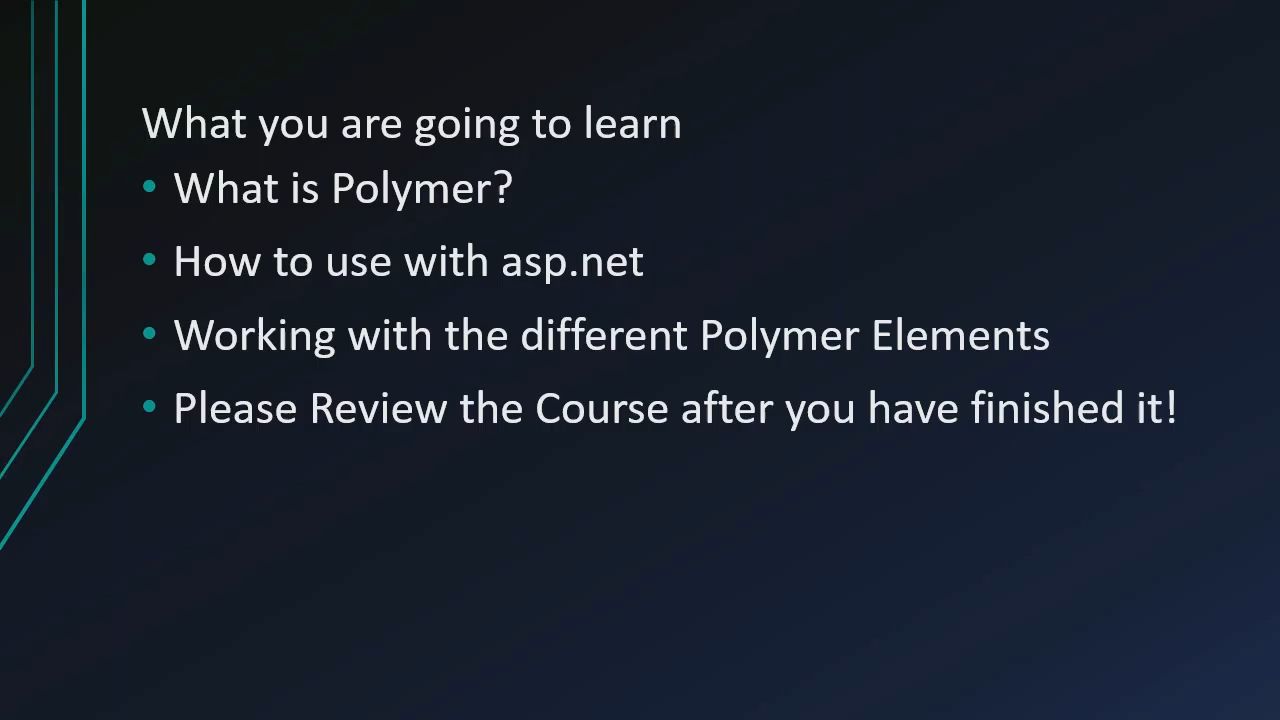 What you are going to learn
• What is Polymer?
• How to use with asp.net
• Working with the different Polymer Elements
• Please Review the Course after you have finished it!